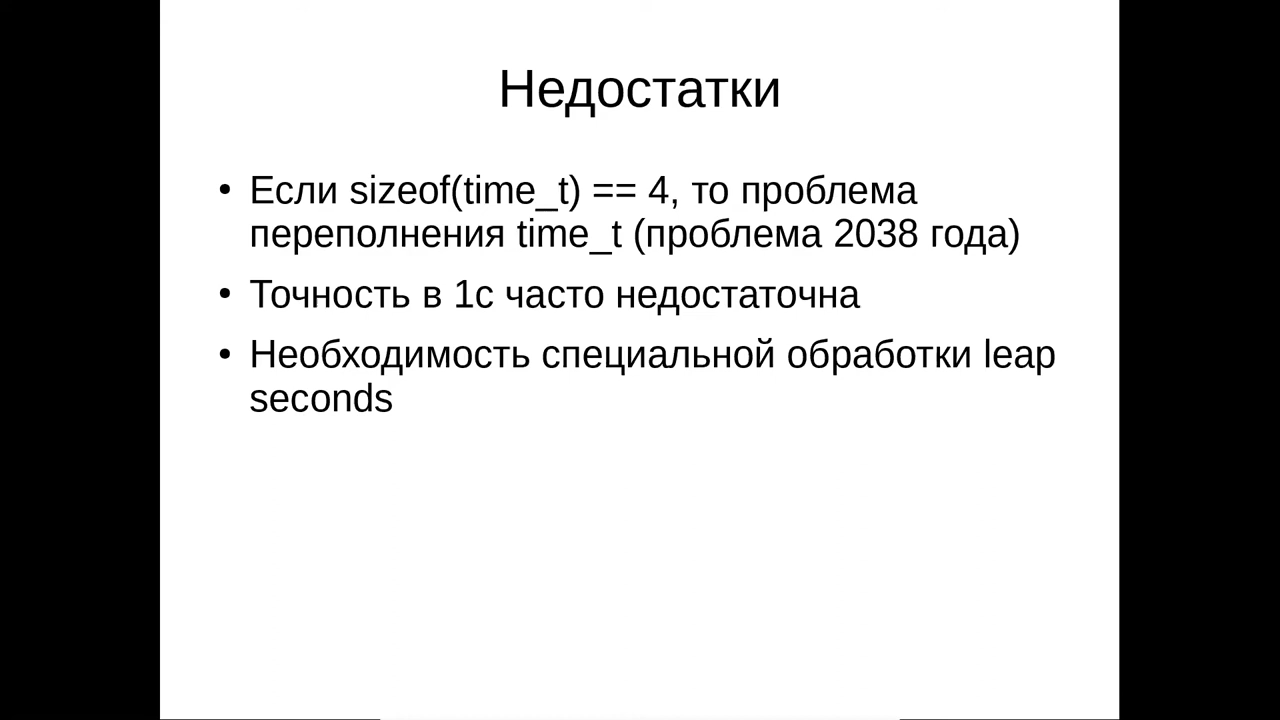 Недостатки
• Если sizeof(time_t) == 4, то проблема
переполнения time_t (проблема 2038 года)
• Точность в 1с часто недостаточна
• Необходимость специальной обработки leap
seconds